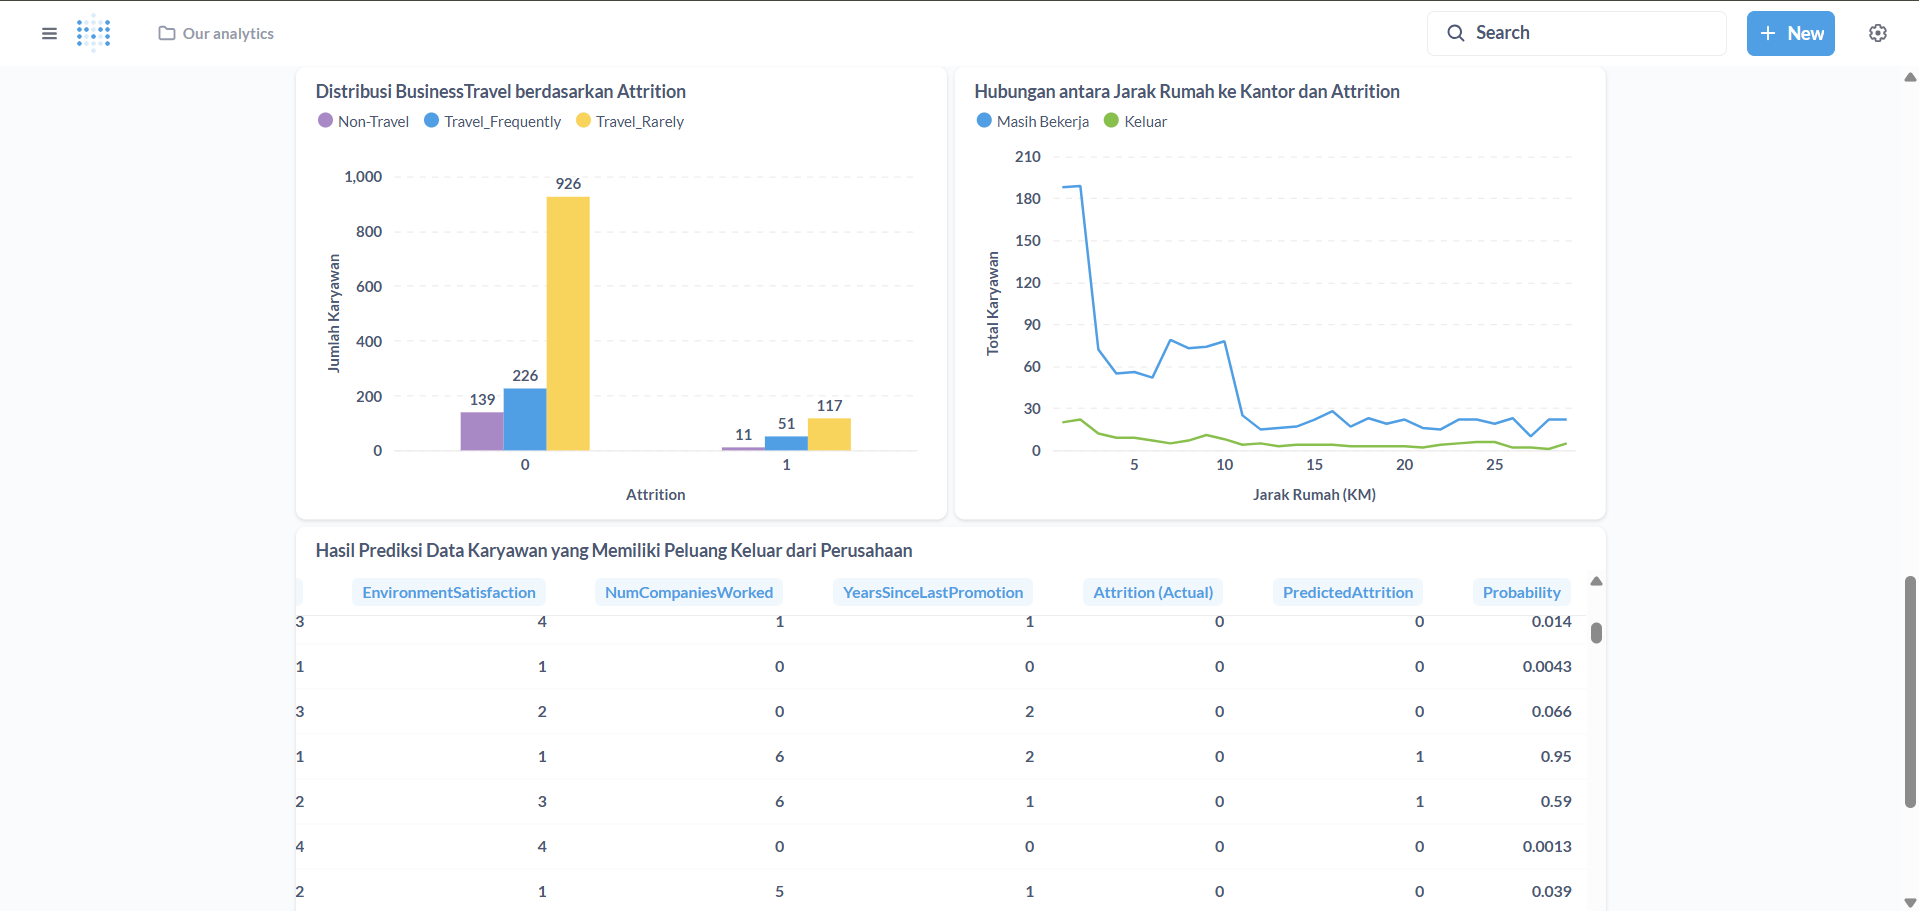 Our analytics
Search
+ New
Distribusi BusinessTravel berdasarkan Attrition
Non-Travel Travel_Frequently Travel_Rarely
1,000
800
600
400
200
0
Jumlah Karyawan
139 226 926
11 51 117
0 1
Attrition
Hubungan antara Jarak Rumah ke Kantor dan Attrition
Masih Bekerja Keluar
210
180
150
120
90
60
30
0
Total Karyawan
5 10 15 20 25
Jarak Rumah (KM)
Hasil Prediksi Data Karyawan yang Memiliki Peluang Keluar dari Perusahaan
EnvironmentSatisfaction NumCompaniesWorked YearsSinceLastPromotion Attrition (Actual) PredictedAttrition Probability
3 4 1 1 0 0 0.014
1 1 0 0 0 0 0.0043
3 2 0 2 0 0 0.066
1 1 6 2 0 1 0.95
2 3 6 1 0 1 0.59
4 4 0 0 0 0 0.0013
2 1 5 1 0 0 0.039